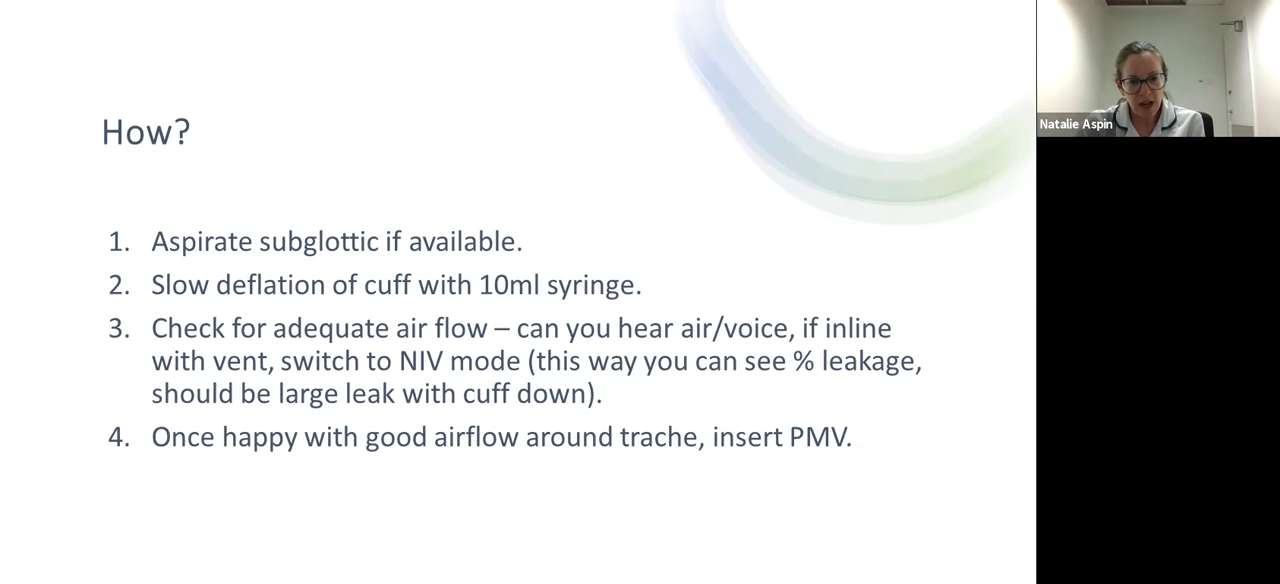 How?
1. Aspirate subglottic if available.
2. Slow deflation of cuff with 10ml syringe.
3. Check for adequate air flow – can you hear air/voice, if inline
with vent, switch to NIV mode (this way you can see % leakage,
should be large leak with cuff down).
4. Once happy with good airflow around trache, insert PMV.
Natalie Aspin